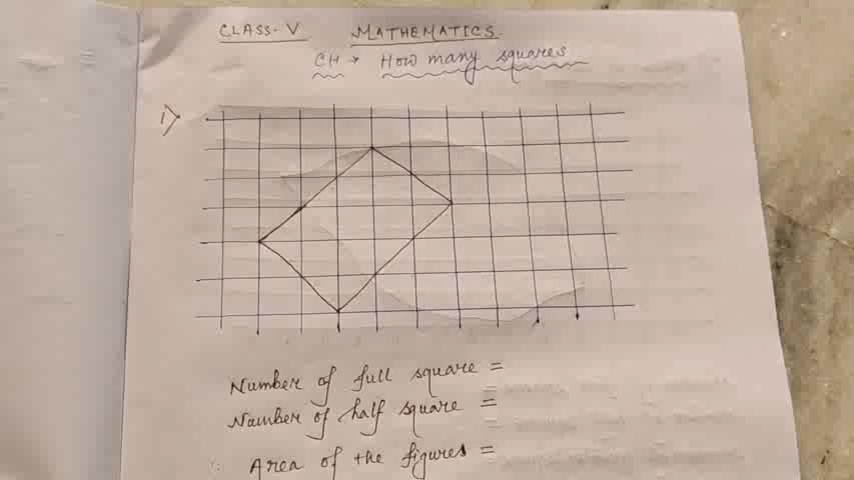 CLASS-V MATHEMATICS
CH → How many squares
1)
Number of full square =
Number of half square =
∴ Area of the figures =